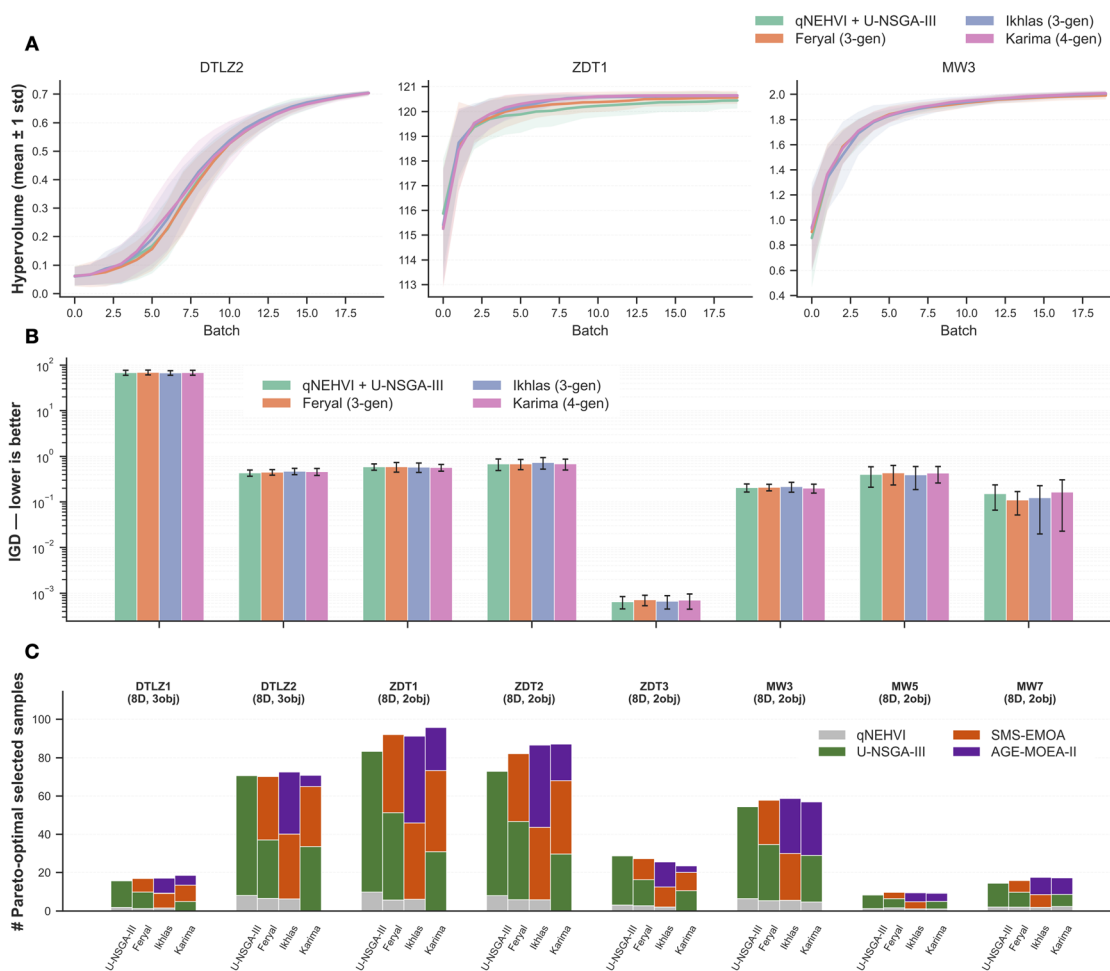 qNEHVI + U-NSGA-III
Feryal (3-gen)
Ikhlas (3-gen)
Karima (4-gen)
A
DTLZ2
ZDT1
MW3
Hypervolume (mean ± 1 std)
0.7
0.6
0.5
0.4
0.3
0.2
0.1
0.0
0.0 2.5 5.0 7.5 10.0 12.5 15.0 17.5
Batch
121
120
119
118
117
116
115
114
113
0.0 2.5 5.0 7.5 10.0 12.5 15.0 17.5
Batch
2.0
1.8
1.6
1.4
1.2
1.0
0.8
0.6
0.4
0.0 2.5 5.0 7.5 10.0 12.5 15.0 17.5
Batch
B
IGD — lower is better
10²
10¹
10⁰
10⁻¹
10⁻²
10⁻³
qNEHVI + U-NSGA-III
Feryal (3-gen)
Ikhlas (3-gen)
Karima (4-gen)
C
# Pareto-optimal selected samples
DTLZ1
(8D, 3obj)
DTLZ2
(8D, 3obj)
ZDT1
(8D, 2obj)
ZDT2
(8D, 2obj)
ZDT3
(8D, 2obj)
MW3
(8D, 2obj)
MW5
(8D, 2obj)
MW7
(8D, 2obj)
qNEHVI
U-NSGA-III
SMS-EMOA
AGE-MOEA-II
100
80
60
40
20
0
U-NSGA-III Feryal Ikhlas Karima
U-NSGA-III Feryal Ikhlas Karima
U-NSGA-III Feryal Ikhlas Karima
U-NSGA-III Feryal Ikhlas Karima
U-NSGA-III Feryal Ikhlas Karima
U-NSGA-III Feryal Ikhlas Karima
U-NSGA-III Feryal Ikhlas Karima
U-NSGA-III Feryal Ikhlas Karima